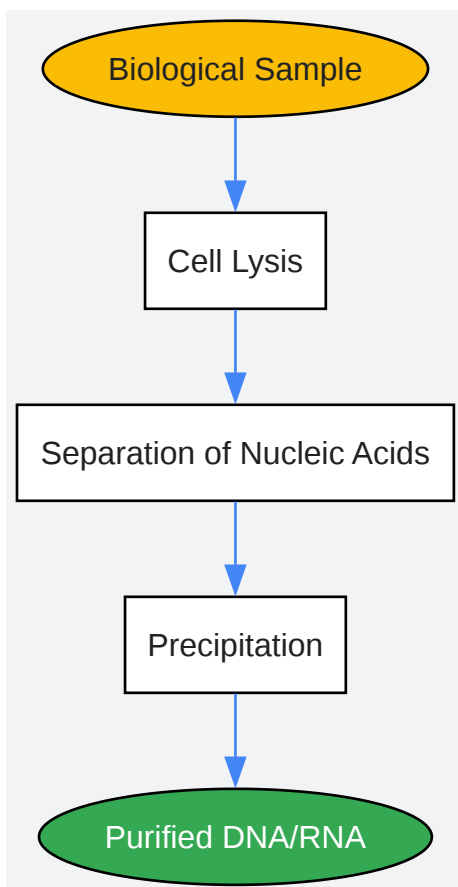 Biological Sample
Cell Lysis
Separation of Nucleic Acids
Precipitation
Purified DNA/RNA